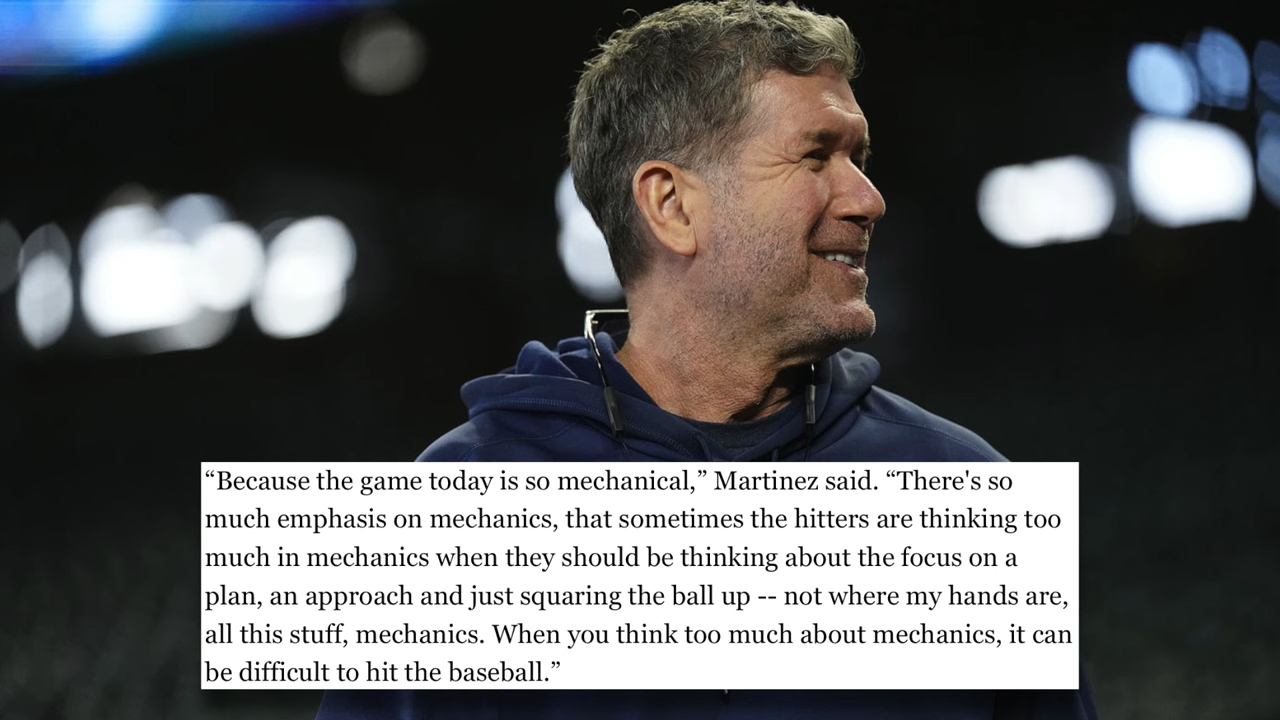 “Because the game today is so mechanical,” Martinez said. “There's so
much emphasis on mechanics, that sometimes the hitters are thinking too
much in mechanics when they should be thinking about the focus on a
plan, an approach and just squaring the ball up -- not where my hands are,
all this stuff, mechanics. When you think too much about mechanics, it can
be difficult to hit the baseball.”